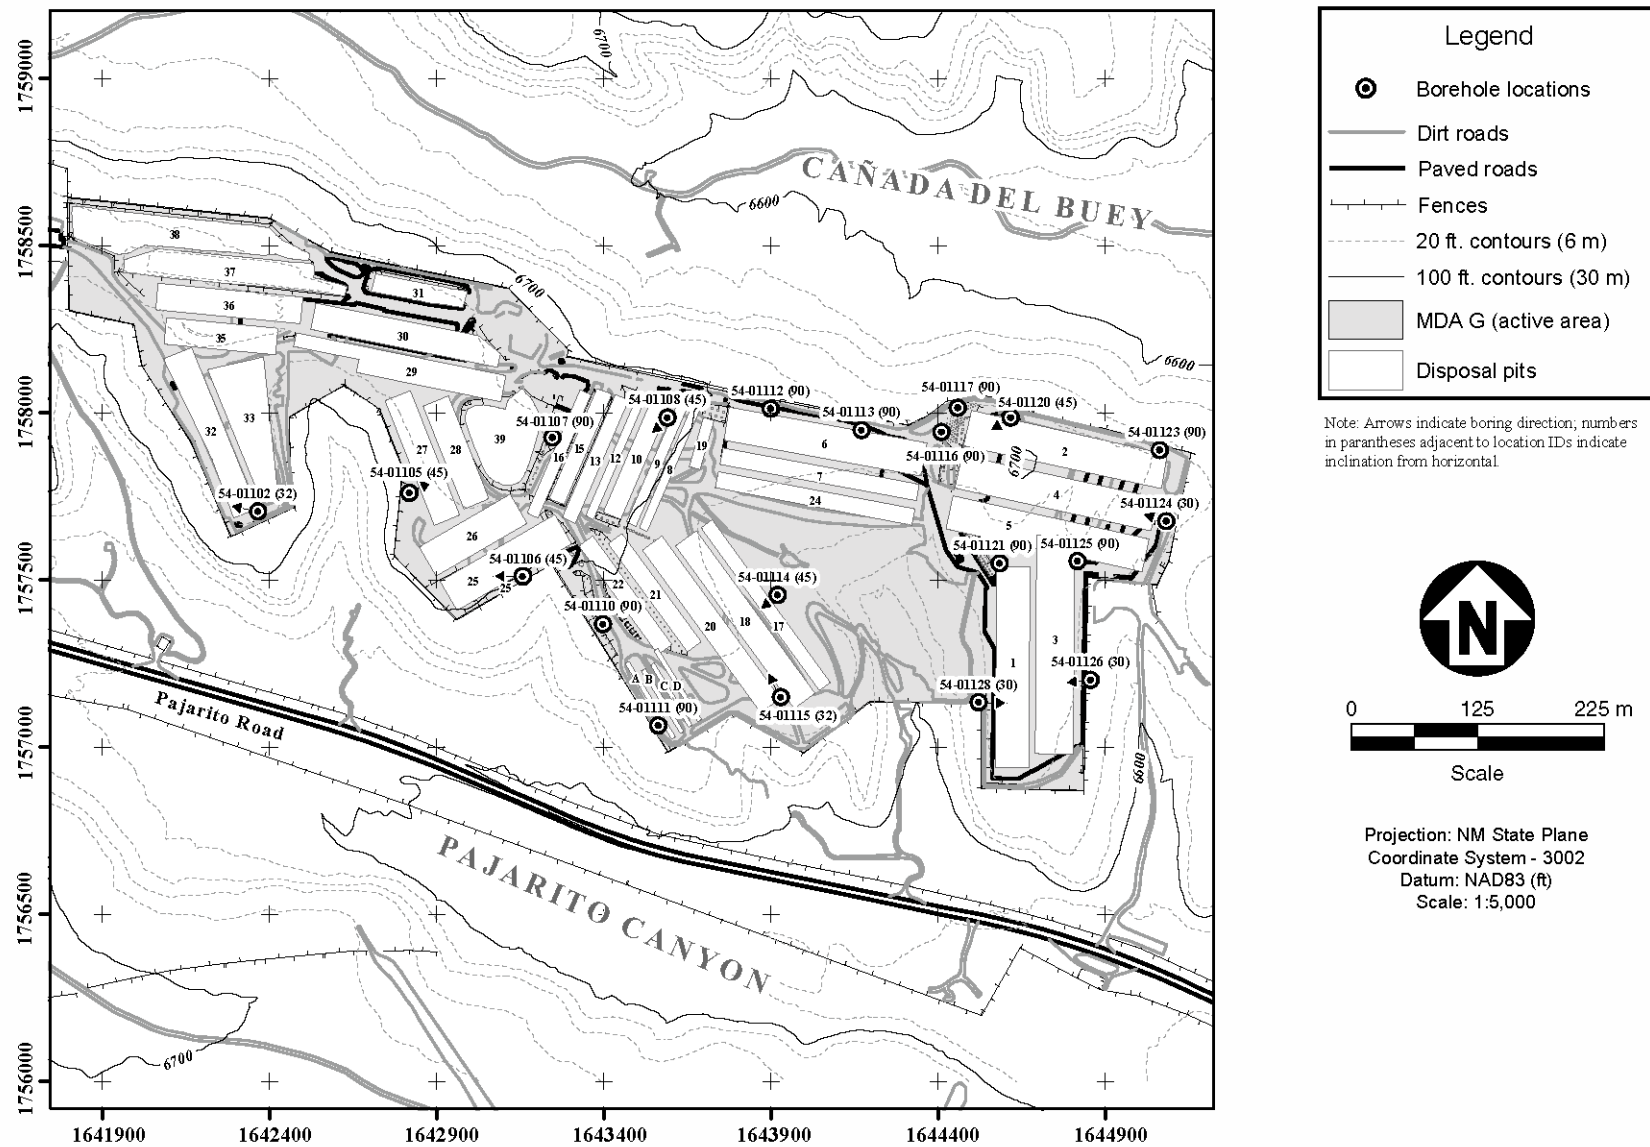 6700
CAÑADA DEL BUEY
6600
6700
6600
38
37
36
35
31
30
29
32
33
27
28
39
26
25
25
16
15
13
12
10
9
8
19
6
7
24
2
4
5
6700
22
21
20
18
17
1
3
A B C D
54-01102 (32)
54-01105 (45)
54-01106 (45)
54-01107 (90)
54-01108 (45)
54-01110 (90)
54-01111 (90)
54-01112 (90)
54-01113 (90)
54-01114 (45)
54-01115 (32)
54-01116 (90)
54-01117 (90)
54-01120 (45)
54-01121 (90)
54-01123 (90)
54-01124 (30)
54-01125 (90)
54-01126 (30)
54-01128 (30)
6600
Pajarito Road
PAJARITO CANYON
6700
1759000
1758500
1758000
1757500
1757000
1756500
1756000
1641900 1642400 1642900 1643400 1643900 1644400 1644900
Legend
Borehole locations
Dirt roads
Paved roads
Fences
20 ft. contours (6 m)
100 ft. contours (30 m)
MDA G (active area)
Disposal pits
Note: Arrows indicate boring direction; numbers
in parantheses adjacent to location IDs indicate
inclination from horizontal.
N
0 125 225 m
Scale
Projection: NM State Plane
Coordinate System - 3002
Datum: NAD83 (ft)
Scale: 1:5,000